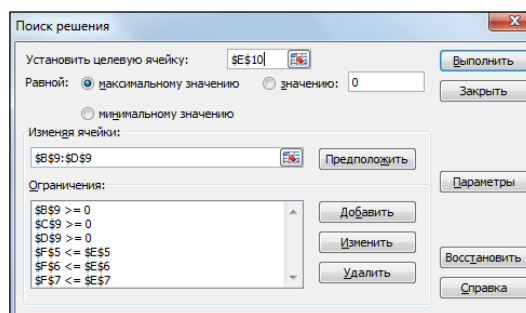 Поиск решения
Установить целевую ячейку: $E$10
Равной: максимальному значению значению: 0
минимальному значению
Изменяя ячейки:
$B$9:$D$9
Предположить
Ограничения:
$B$9 >= 0
$C$9 >= 0
$D$9 >= 0
$F$5 <= $E$5
$F$6 <= $E$6
$F$7 <= $E$7
Добавить
Изменить
Удалить
Выполнить
Закрыть
Параметры
Восстановить
Справка